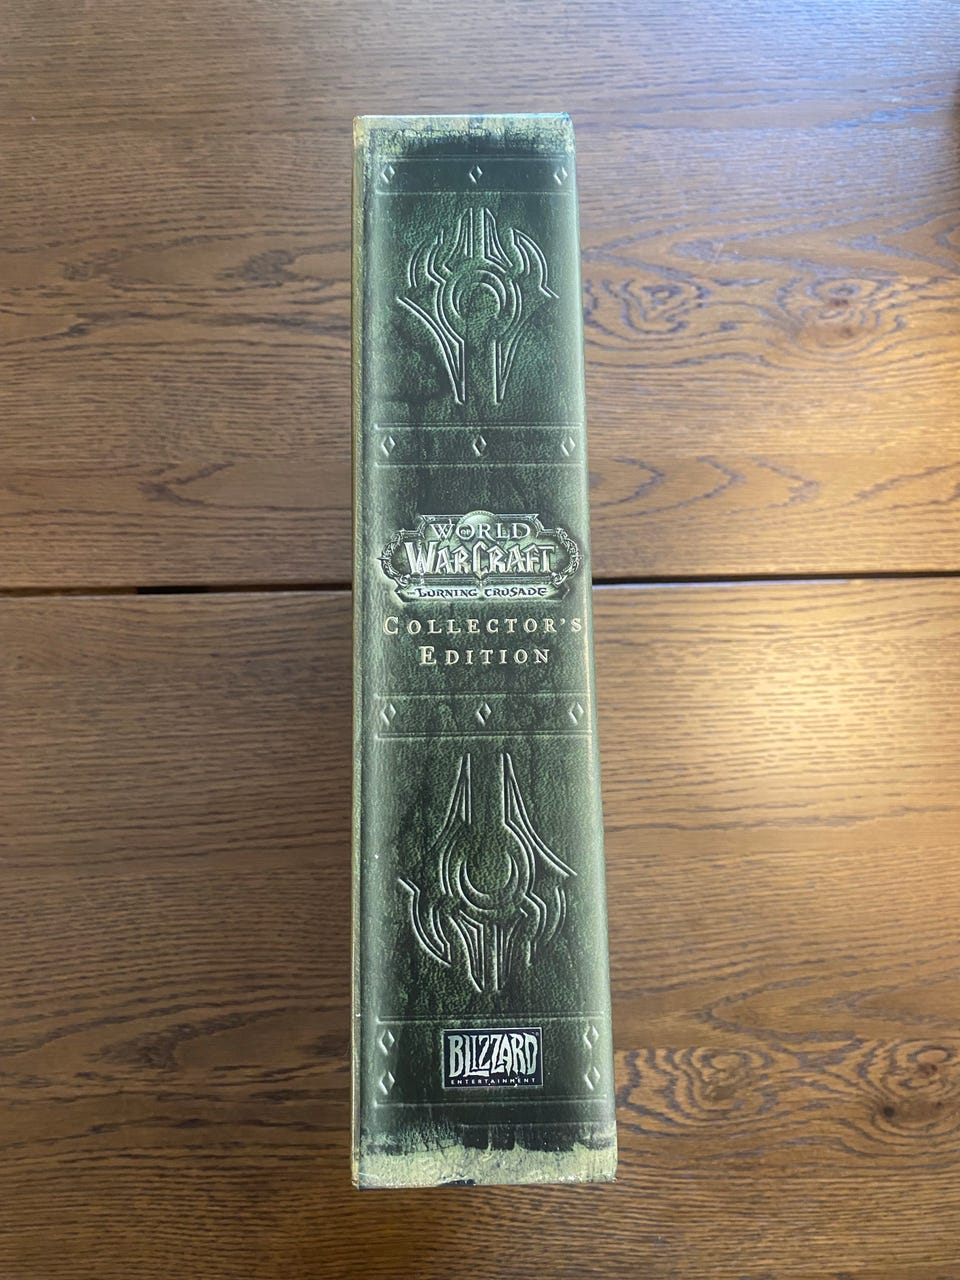 WORLD
OF
WARCRAFT
THE BURNING CRUSADE
COLLECTOR'S
EDITION
BLIZZARD
ENTERTAINMENT